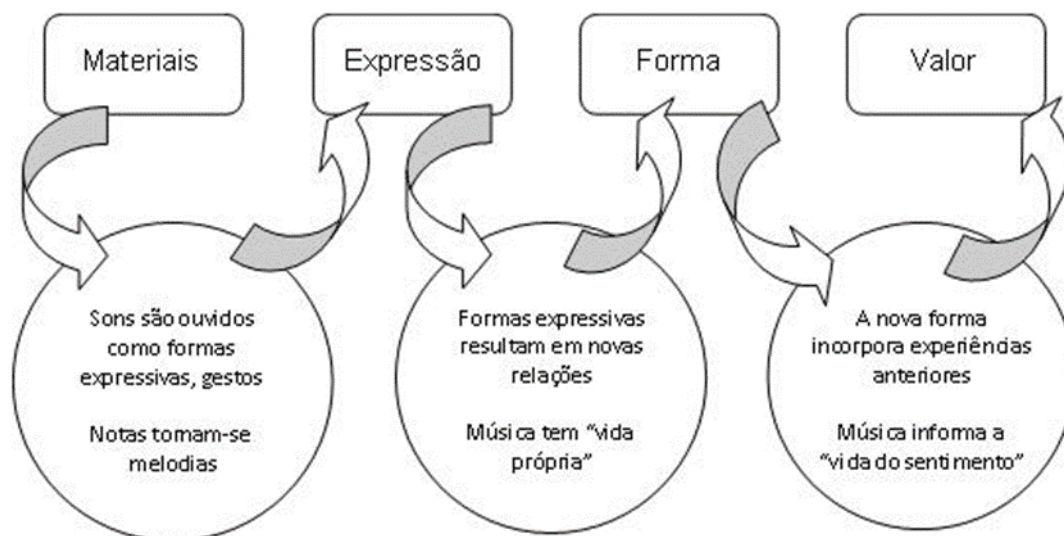 Materiais
Expressão
Forma
Valor
Sons são ouvidos
como formas
expressivas, gestos
Notas tornam-se
melodias
Formas expressivas
resultam em novas
relações
Música tem “vida
própria”
A nova forma
incorpora experiências
anteriores
Música informa a
“vida do sentimento”